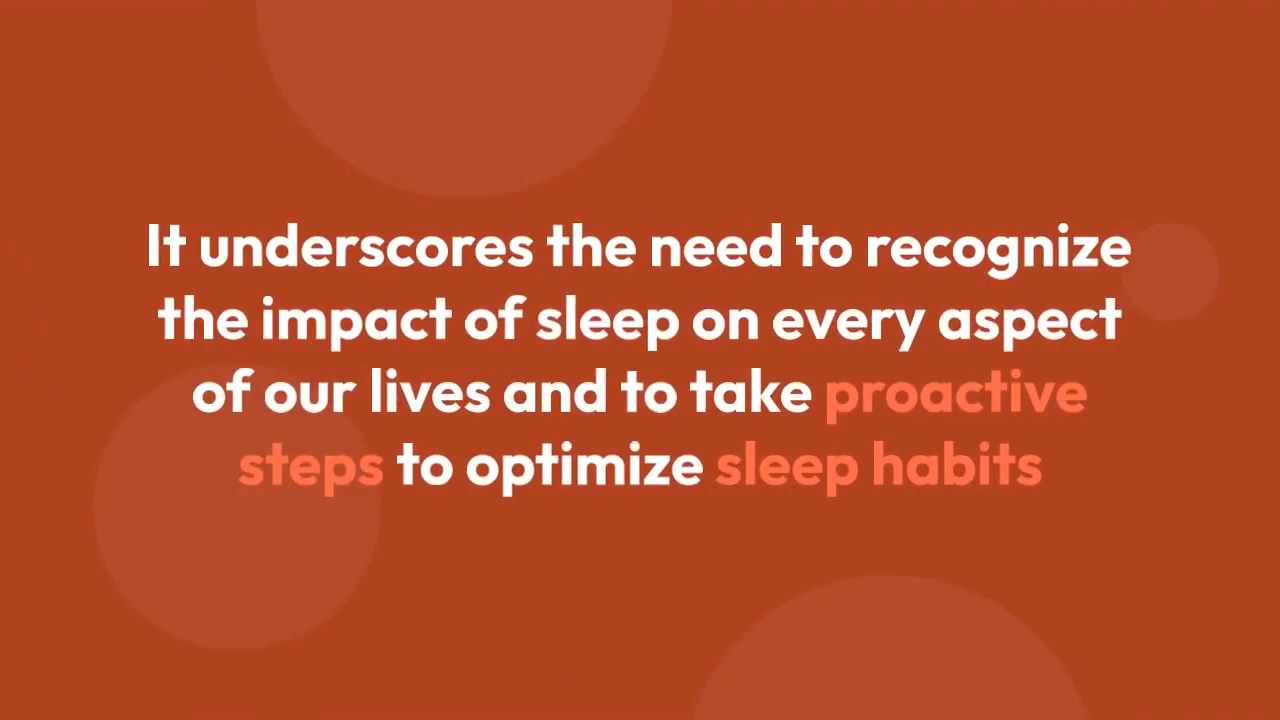 It underscores the need to recognize
the impact of sleep on every aspect
of our lives and to take proactive
steps to optimize sleep habits